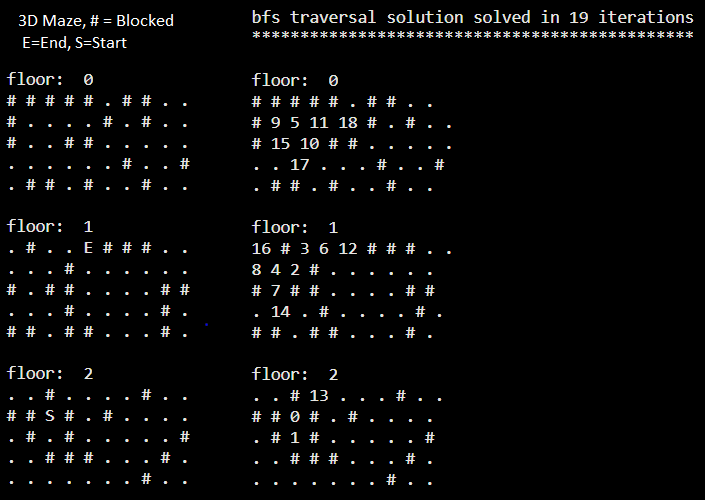 3D Maze, # = Blocked
E=End, S=Start
floor:  0
# # # # # . # # . .
# . . . . # . # . .
# . . # # . . . . .
. . . . . . # . . #
. # # . # . . # . .
floor:  1
. # . . E # # # . .
. . . # . . . . . .
# . # # . . . . # #
. . . # . . . . # .
# # . # # . . . # .
floor:  2
. . # . . . . # . .
# # S # . # . . . .
. # . # . . . . . #
. . # # # . . . # .
. . . . . . . # . .
bfs traversal solution solved in 19 iterations
**********************************************
floor:  0
# # # # # . # # . .
# 9 5 11 18 # . # . .
# 15 10 # # . . . . .
. . 17 . . . # . . #
. # # . # . . # . .
floor:  1
16 # 3 6 12 # # # . .
8 4 2 # . . . . . .
# 7 # # . . . . # #
. 14 . # . . . . # .
# # . # # . . . # .
floor:  2
. . # 13 . . . # . .
# # 0 # . # . . . .
. # 1 # . . . . . #
. . # # # . . . # .
. . . . . . . # . .